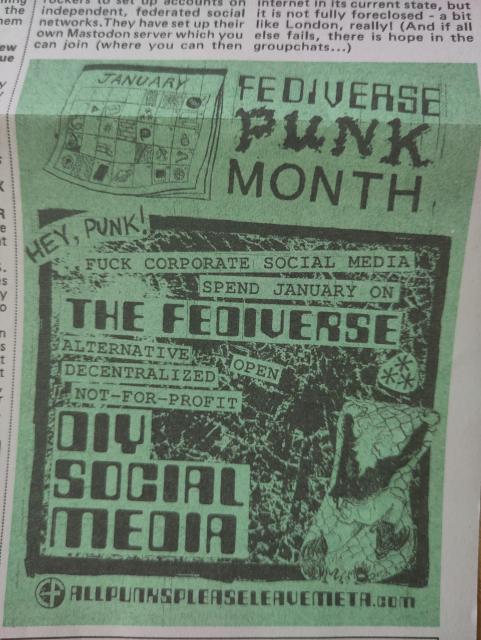 rockers to set up accounts on
independent, federated social
networks. They have set up their
own Mastodon server which you
can join (where you can then
internet in its current state, but
it is not fully foreclosed - a bit
like London, really! (And if all
else fails, there is hope in the
groupchats...)
JANUARY
FEDIVERSE
PUNK
MONTH
HEY, PUNK!
FUCK CORPORATE SOCIAL MEDIA
SPEND JANUARY ON
THE FEDIVERSE
ALTERNATIVE
OPEN
DECENTRALIZED
NOT-FOR-PROFIT
DIY
SOCIAL
MEDIA
ALLPUNKSPLEASELEAVEMETA.com